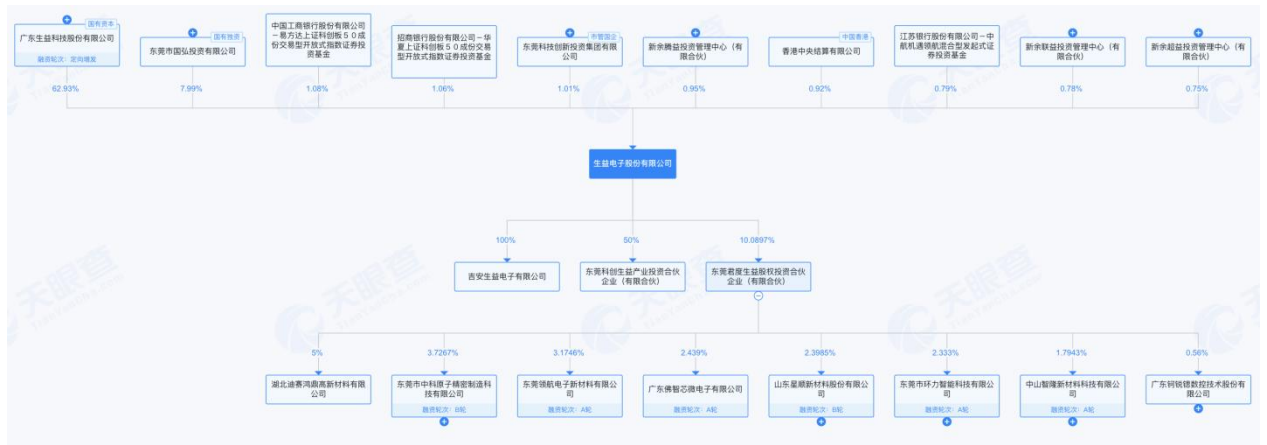 国有资本
广东生益科技股份有限公司
融资轮次：定向增发
国有独资
东莞市国弘投资有限公司
中国工商银行股份有限公司
－易方达上证科创板５０成
份交易型开放式指数证券投
资基金
招商银行股份有限公司－华
夏上证科创板５０成份交易
型开放式指数证券投资基金
市管国企
东莞科技创新投资集团有限
公司
新余腾益投资管理中心（有
限合伙）
中国香港
香港中央结算有限公司
江苏银行股份有限公司－中
航机遇领航混合型发起式证
券投资基金
新余联益投资管理中心（有
限合伙）
新余超益投资管理中心（有
限合伙）
62.93%
7.99%
1.08%
1.06%
1.01%
0.95%
0.92%
0.79%
0.78%
0.75%
生益电子股份有限公司
100%
50%
10.0897%
吉安生益电子有限公司
东莞科创生益产业投资合伙
企业（有限合伙）
东莞君度生益股权投资合伙
企业（有限合伙）
天眼查
5%
3.7267%
3.1746%
2.439%
2.3985%
2.333%
1.7943%
0.56%
湖北迪赛鸿鼎高新材料有限
公司
东莞市中科原子精密制造科
技有限公司
融资轮次：B轮
东莞领航电子新材料有限公
司
融资轮次：A轮
广东佛智芯微电子有限公司
融资轮次：A轮
山东星顺新材料股份有限公
司
融资轮次：B轮
东莞市环力智能科技有限公
司
融资轮次：A轮
中山智隆新材料科技有限公
司
融资轮次：A轮
广东钶锐锶数控技术股份有
限公司